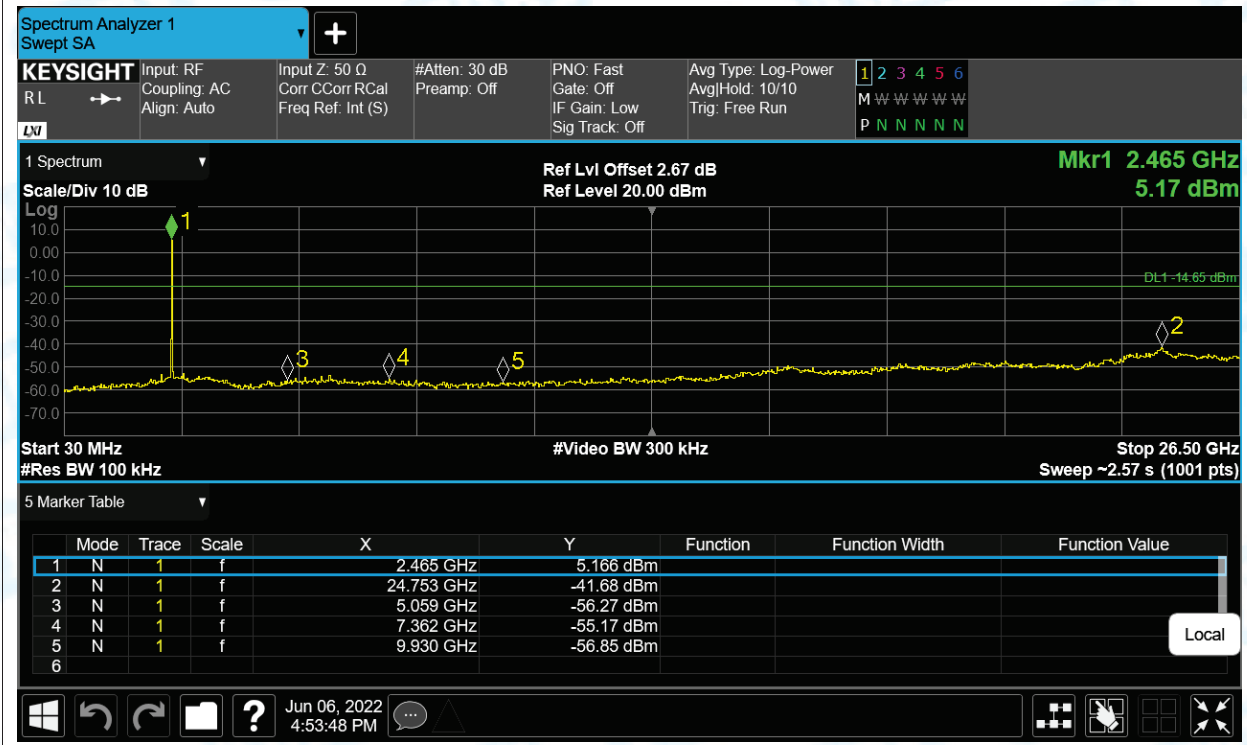 Spectrum Analyzer 1
Swept SA
KEYSIGHT
R L
LXI
Input: RF
Coupling: AC
Align: Auto
Input Z: 50 Ω
Corr CCorr RCal
Freq Ref: Int (S)
#Atten: 30 dB
Preamp: Off
PNO: Fast
Gate: Off
IF Gain: Low
Sig Track: Off
Avg Type: Log-Power
Avg|Hold: 10/10
Trig: Free Run
1 2 3 4 5 6
M W W W W W
P N N N N N
1 Spectrum
Scale/Div 10 dB
Ref Lvl Offset 2.67 dB
Ref Level 20.00 dBm
Mkr1 2.465 GHz
5.17 dBm
Log
10.0
0.00
-10.0
-20.0
-30.0
-40.0
-50.0
-60.0
-70.0
1
DL1 -14.65 dBm
2
3
4
5
Start 30 MHz
#Res BW 100 kHz
#Video BW 300 kHz
Stop 26.50 GHz
Sweep ~2.57 s (1001 pts)
5 Marker Table
Mode Trace Scale X Y Function Function Width Function Value
1 N 1 f 2.465 GHz 5.166 dBm
2 N 1 f 24.753 GHz -41.68 dBm
3 N 1 f 5.059 GHz -56.27 dBm
4 N 1 f 7.362 GHz -55.17 dBm
5 N 1 f 9.930 GHz -56.85 dBm
6
Local
?
Jun 06, 2022
4:53:48 PM